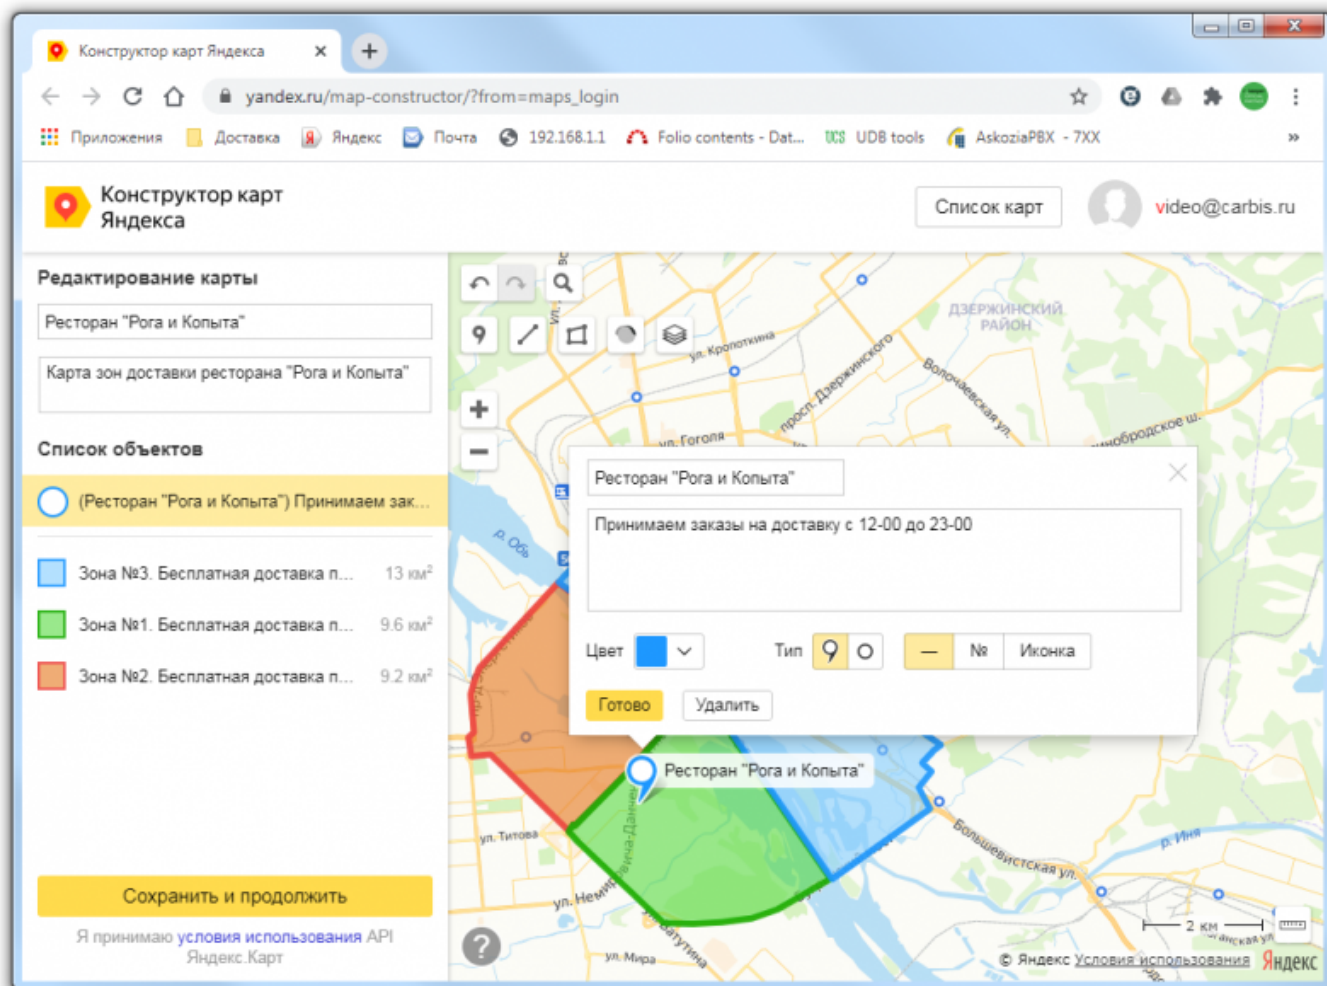 Конструктор карт Яндекса
yandex.ru/map-constructor/?from=maps_login
Приложения Доставка Яндекс Почта 192.168.1.1 Folio contents - Dat... UCS UDB tools AskoziaPBX - 7XX »
Конструктор карт
Яндекса
Список карт
video@carbis.ru
Редактирование карты
Ресторан "Рога и Копыта"
Карта зон доставки ресторана "Рога и Копыта"
Список объектов
(Ресторан "Рога и Копыта") Принимаем зак...
Зона №3. Бесплатная доставка п... 13 км²
Зона №1. Бесплатная доставка п... 9.6 км²
Зона №2. Бесплатная доставка п... 9.2 км²
Сохранить и продолжить
Я принимаю условия использования API
Яндекс.Карт
ДЗЕРЖИНСКИЙ
РАЙОН
ул. Кропоткина
просп. Дзержинского
Волочаевская ул.
ул. Гоголя
р. Обь
Ресторан "Рога и Копыта"
Принимаем заказы на доставку с 12-00 до 23-00
Цвет
Тип
№
Иконка
Готово
Удалить
Ресторан "Рога и Копыта"
ул. Титова
ул. Мира
Большевистская ул.
р. Иня
2 км
© Яндекс Условия использования Яндекс